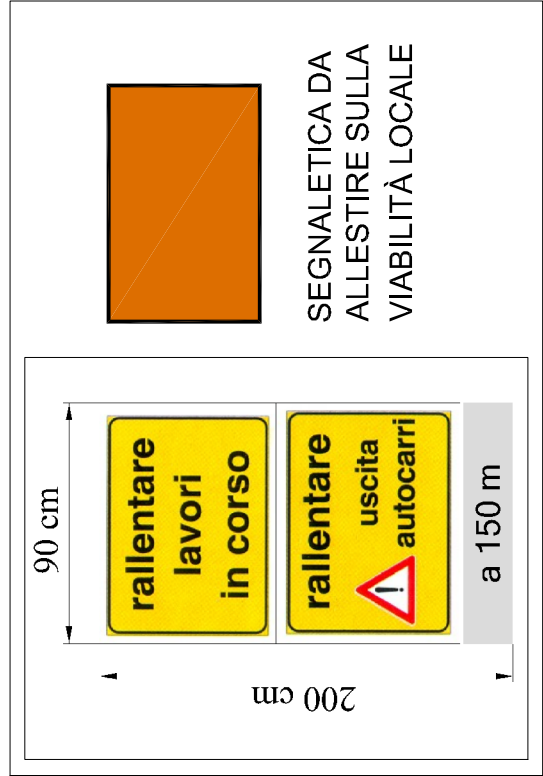 90 cm
200 cm
rallentare
lavori
in corso
rallentare
uscita
autocarri
a 150 m
SEGNALETICA DA
ALLESTIRE SULLA
VIABILITÀ LOCALE